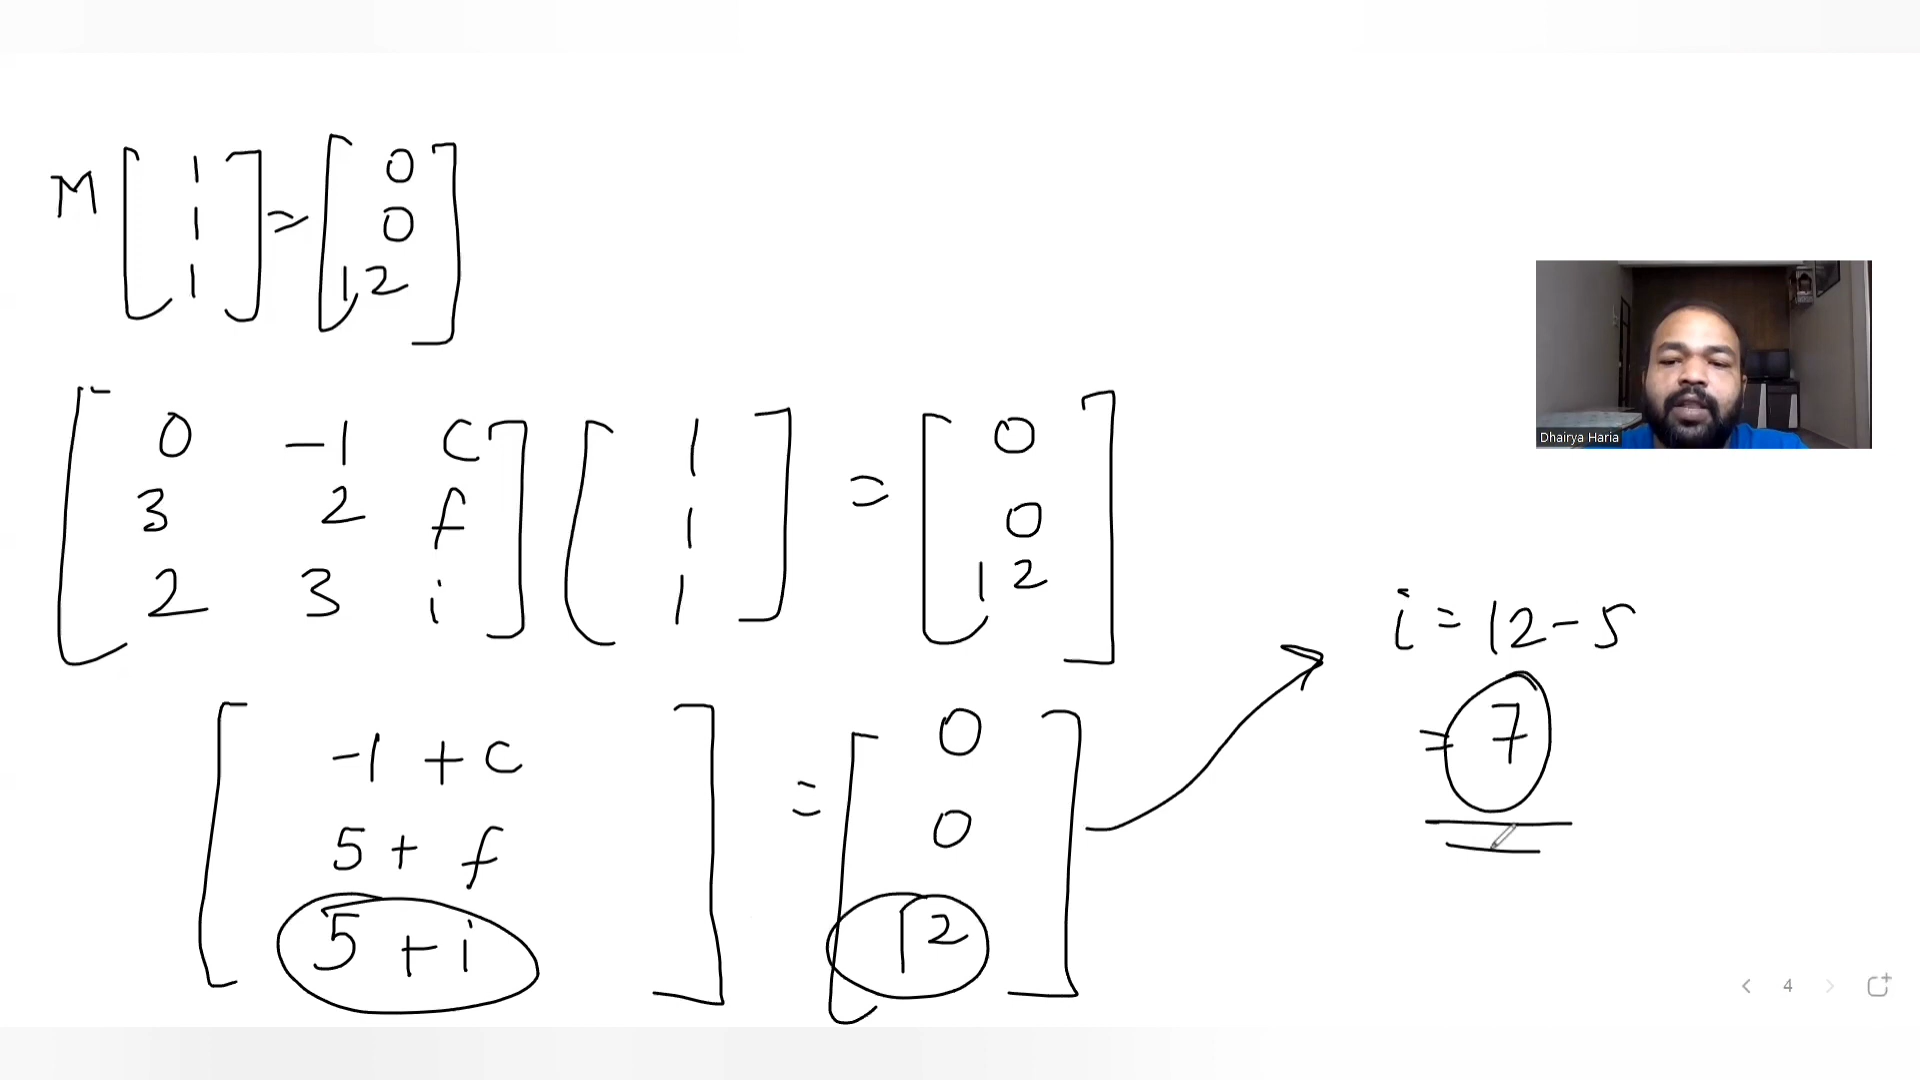 M [ 1 ] = [ 0 ]
1 0
1 12
[ 0 -1 c ] [ 1 ] = [ 0 ]
3 2 f 1 0
2 3 i 1 12
[ -1 + c ] = [ 0 ]
5 + f 0
5 + i 12
i = 12 - 5
= 7
Dhairya Haria
4